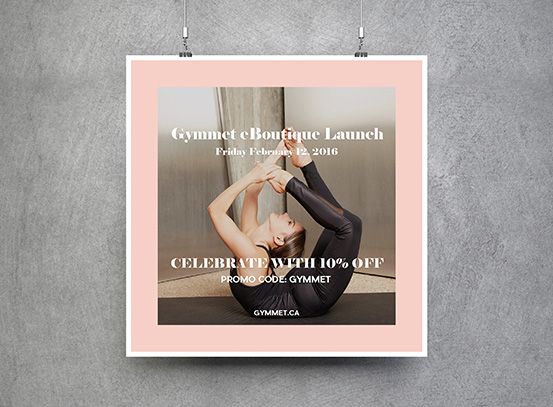 Gymmet eBoutique Launch
Friday February 12, 2016
CELEBRATE WITH 10% OFF
PROMO CODE: GYMMET
GYMMET.CA